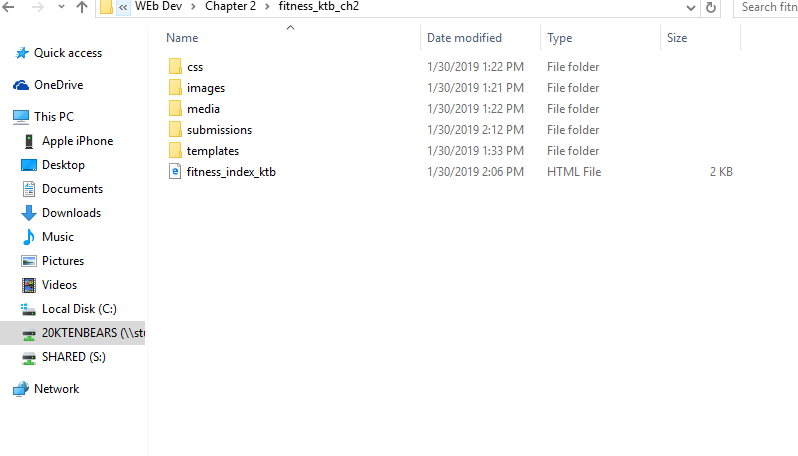 « WEb Dev > Chapter 2 > fitness_ktb_ch2
Search fitn
Name Date modified Type Size
Quick access
OneDrive
This PC
Apple iPhone
Desktop
Documents
Downloads
Music
Pictures
Videos
Local Disk (C:)
20KTENBEARS (\\stu
SHARED (S:)
Network
css 1/30/2019 1:22 PM File folder
images 1/30/2019 1:21 PM File folder
media 1/30/2019 1:22 PM File folder
submissions 1/30/2019 2:12 PM File folder
templates 1/30/2019 1:33 PM File folder
fitness_index_ktb 1/30/2019 2:06 PM HTML File 2 KB